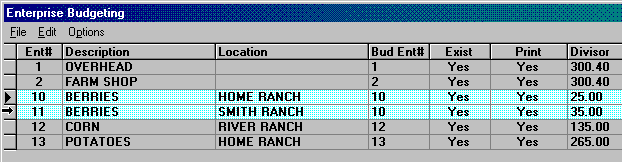 Enterprise Budgeting
File Edit Options
Ent# Description Location Bud Ent# Exist Print Divisor
1 OVERHEAD 1 Yes Yes 300.40
2 FARM SHOP 2 Yes Yes 300.40
10 BERRIES HOME RANCH 10 Yes Yes 25.00
11 BERRIES SMITH RANCH 10 Yes Yes 35.00
12 CORN RIVER RANCH 12 Yes Yes 135.00
13 POTATOES HOME RANCH 13 Yes Yes 265.00